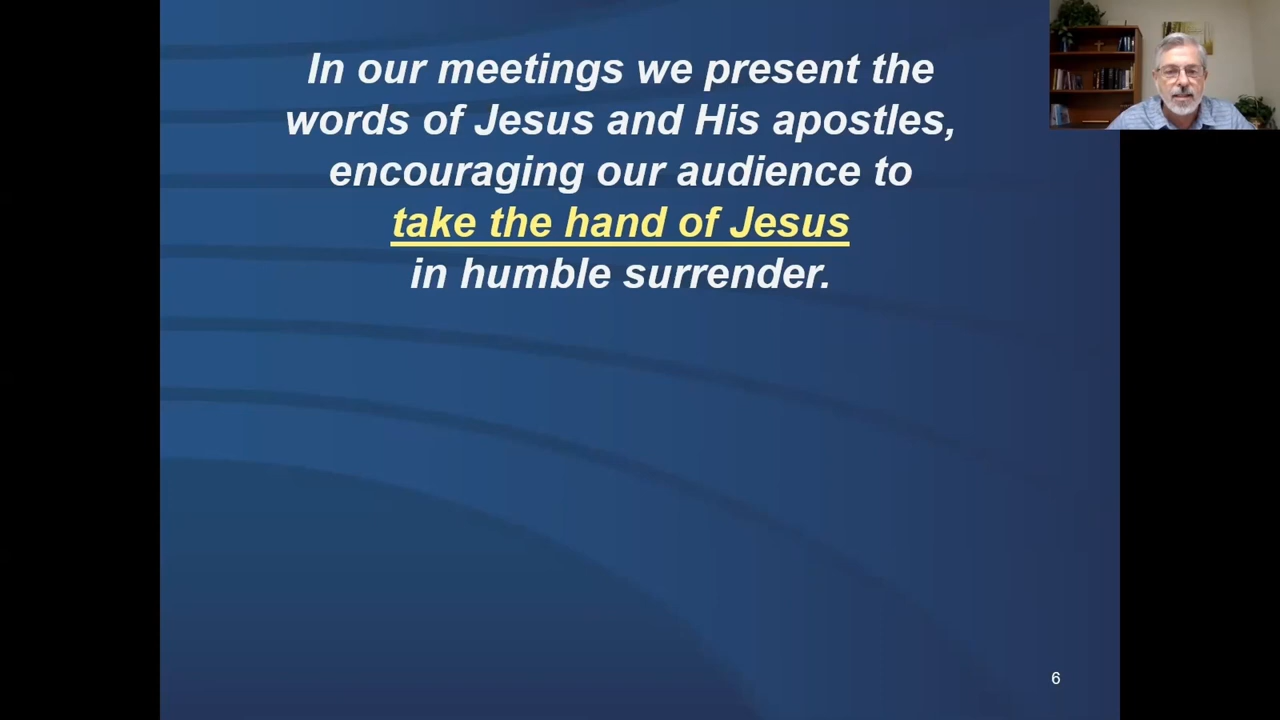 In our meetings we present the
words of Jesus and His apostles,
encouraging our audience to
take the hand of Jesus
in humble surrender.
6